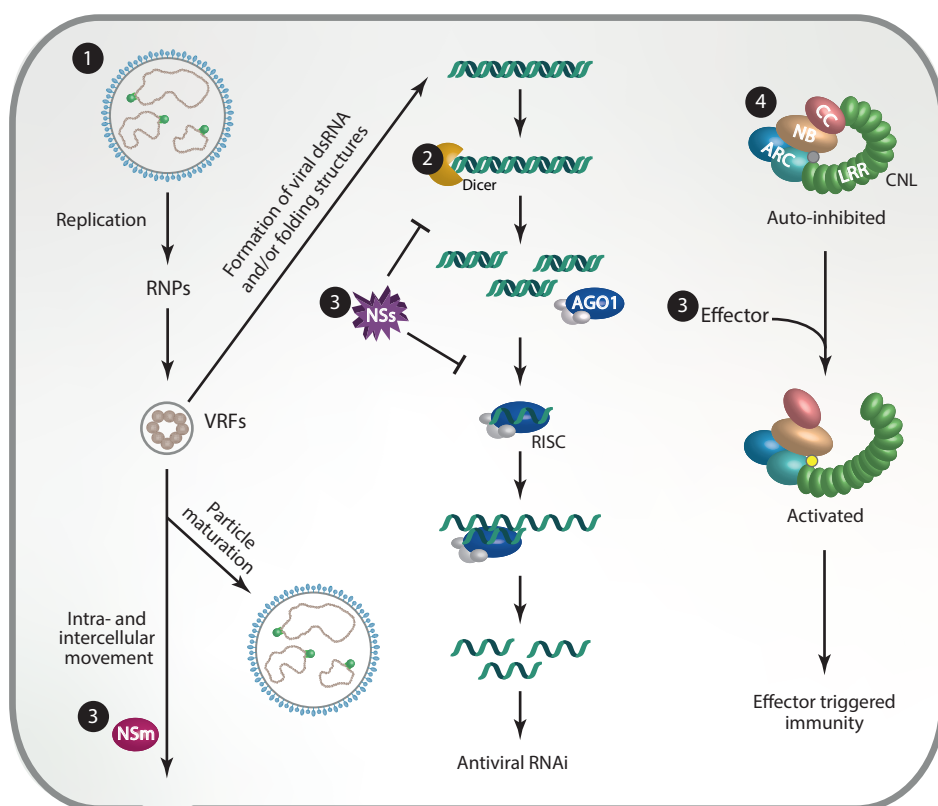 1
Replication
RNPs
VRFs
Formation of viral dsRNA
and/or folding structures
Particle
maturation
Intra- and
intercellular
movement
3
NSm
2
Dicer
3
NSs
AGO1
RISC
Antiviral RNAi
4
CC
NB
ARC
LRR
CNL
Auto-inhibited
3
Effector
Activated
Effector triggered
immunity